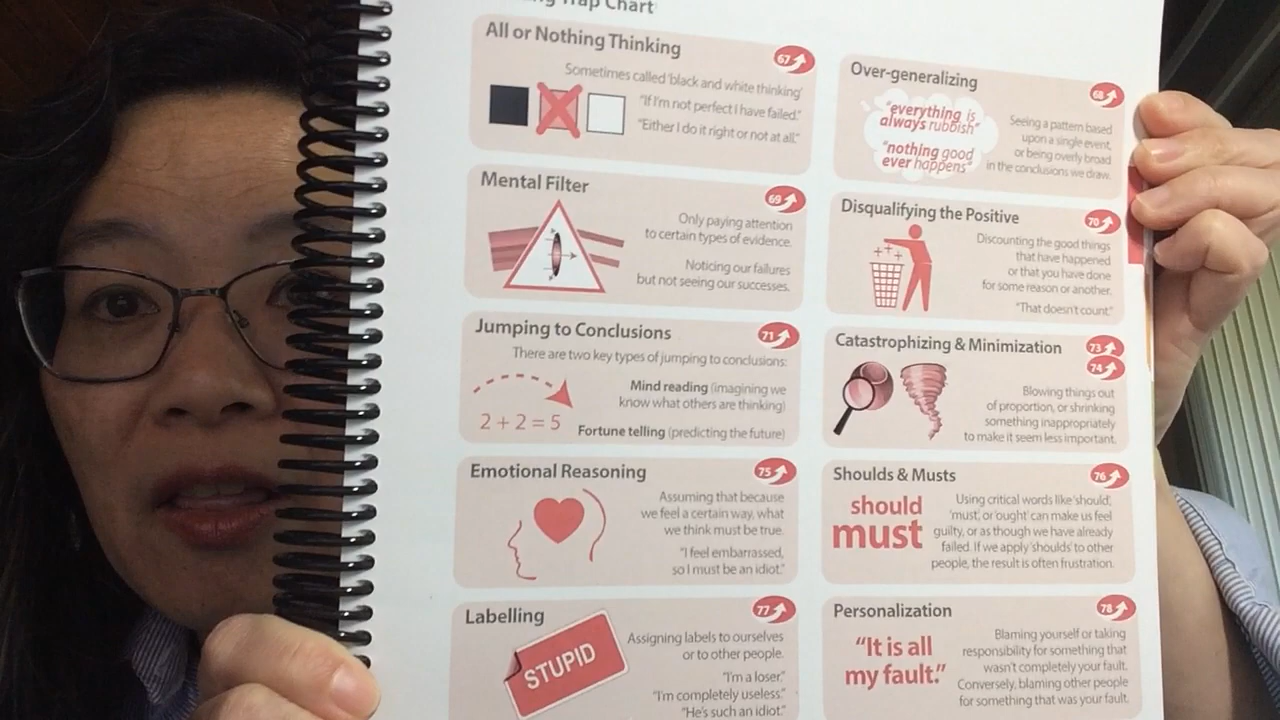 Trap Chart
All or Nothing Thinking
67
Sometimes called 'black and white thinking'
"If I'm not perfect I have failed."
"Either I do it right or not at all."
Over-generalizing
68
"everything is
always rubbish"
"nothing good
ever happens"
Seeing a pattern based
upon a single event,
or being overly broad
in the conclusions we draw.
Mental Filter
69
Only paying attention
to certain types of evidence.
Noticing our failures
but not seeing our successes.
Disqualifying the Positive
70
Discounting the good things
that have happened
or that you have done
for some reason or another.
"That doesn't count."
Jumping to Conclusions
71
There are two key types of jumping to conclusions:
2 + 2 = 5
Mind reading (imagining we
know what others are thinking)
Fortune telling (predicting the future)
Catastrophizing & Minimization
73
74
Blowing things out
of proportion, or shrinking
something inappropriately
to make it seem less important.
Emotional Reasoning
75
Assuming that because
we feel a certain way, what
we think must be true.
"I feel embarrassed,
so I must be an idiot."
Shoulds & Musts
76
should
must
Using critical words like 'should',
'must', or 'ought' can make us feel
guilty, or as though we have already
failed. If we apply 'shoulds' to other
people, the result is often frustration.
Labelling
77
STUPID
Assigning labels to ourselves
or to other people.
"I'm a loser."
"I'm completely useless."
"He's such an idiot."
Personalization
78
"It is all
my fault."
Blaming yourself or taking
responsibility for something that
wasn't completely your fault.
Conversely, blaming other people
for something that was your fault.